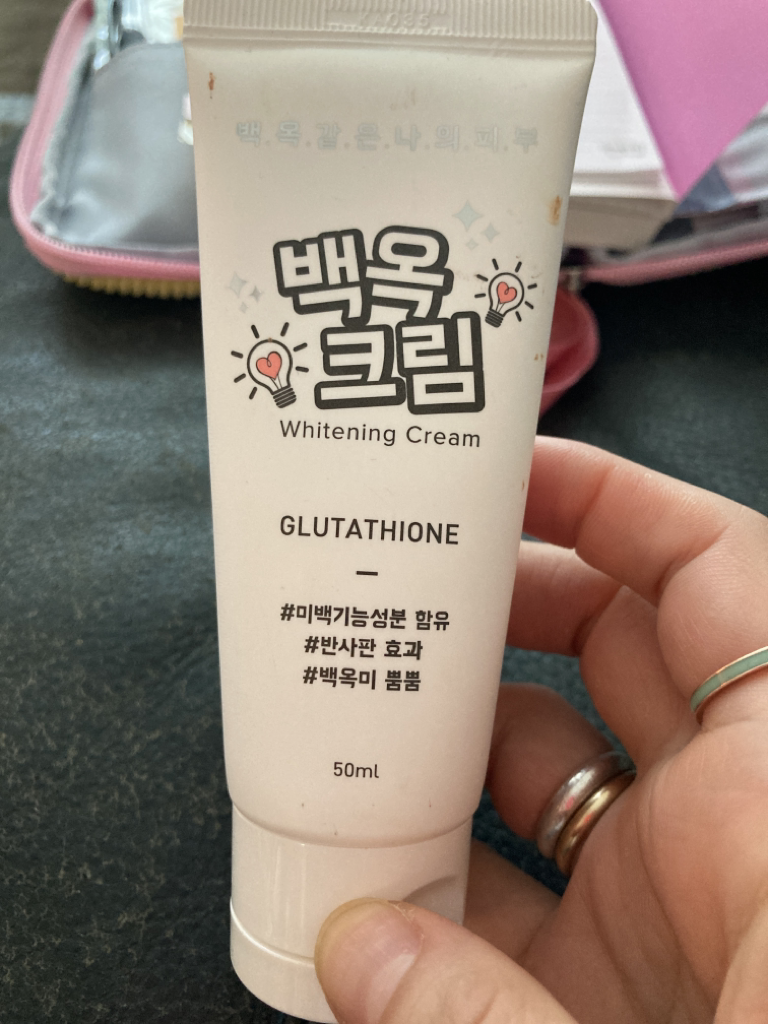 백.옥.같.은.나.의.피.부
백옥
크림
Whitening Cream
GLUTATHIONE
#미백기능성분 함유
#반사판 효과
#백옥미 뿜뿜
50ml